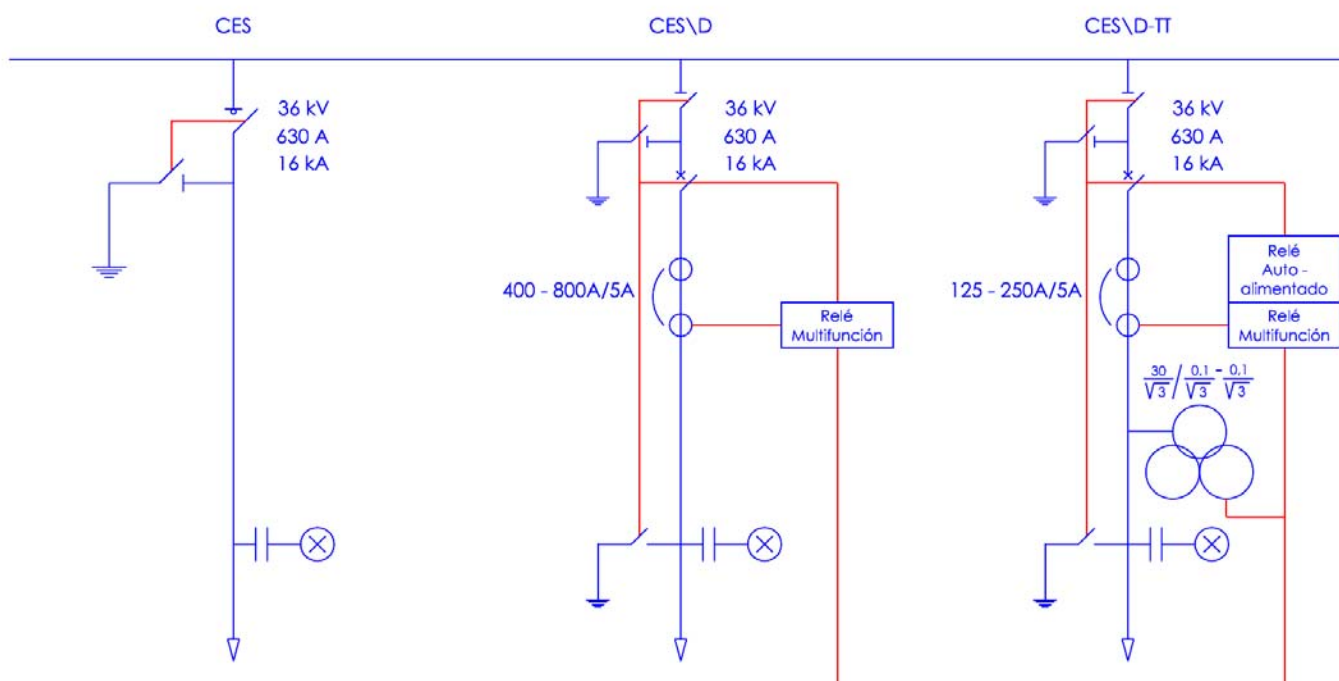 CES
CES\D
CES\D-TT
36 kV
630 A
16 kA
36 kV
630 A
16 kA
36 kV
630 A
16 kA
400 - 800A/5A
Relé
Multifunción
125 - 250A/5A
Relé
Auto -
alimentado
Relé
Multifunción
30/√3 / 0,1/√3 - 0,1/√3